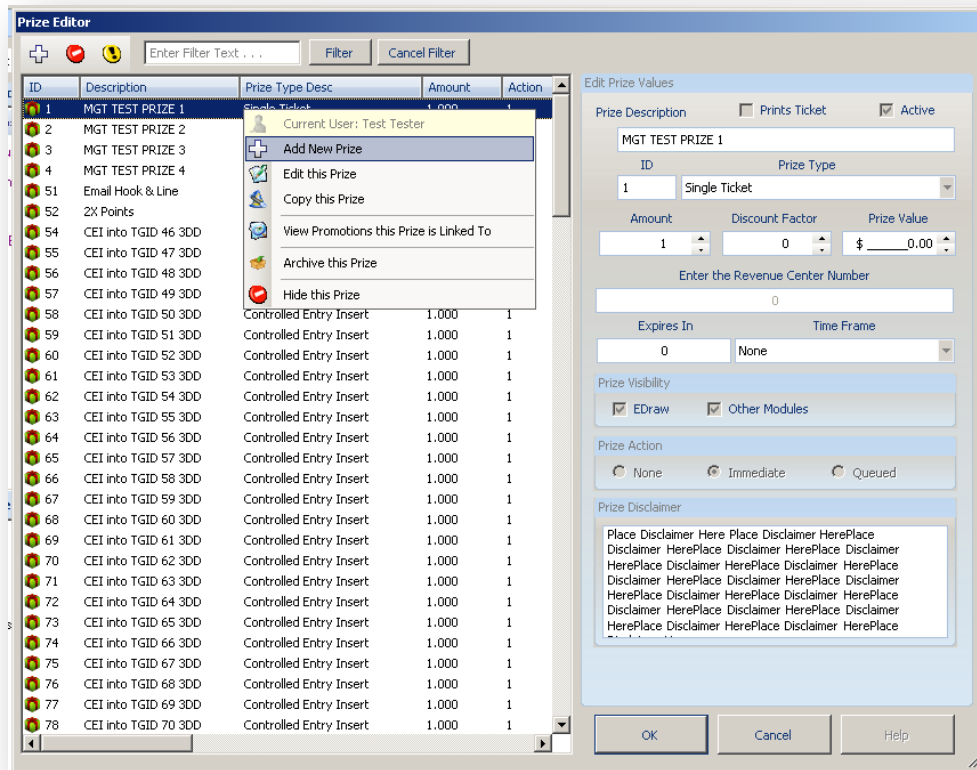 Prize Editor
Enter Filter Text . . . Filter Cancel Filter
ID Description Prize Type Desc Amount Action
1 MGT TEST PRIZE 1 Single Ticket 1.000 1
2 MGT TEST PRIZE 2
3 MGT TEST PRIZE 3
4 MGT TEST PRIZE 4
51 Email Hook & Line
52 2X Points
54 CEI into TGID 46 3DD
55 CEI into TGID 47 3DD
56 CEI into TGID 48 3DD
57 CEI into TGID 49 3DD
58 CEI into TGID 50 3DD Controlled Entry Insert 1.000 1
59 CEI into TGID 51 3DD Controlled Entry Insert 1.000 1
60 CEI into TGID 52 3DD Controlled Entry Insert 1.000 1
61 CEI into TGID 53 3DD Controlled Entry Insert 1.000 1
62 CEI into TGID 54 3DD Controlled Entry Insert 1.000 1
63 CEI into TGID 55 3DD Controlled Entry Insert 1.000 1
64 CEI into TGID 56 3DD Controlled Entry Insert 1.000 1
65 CEI into TGID 57 3DD Controlled Entry Insert 1.000 1
66 CEI into TGID 58 3DD Controlled Entry Insert 1.000 1
67 CEI into TGID 59 3DD Controlled Entry Insert 1.000 1
68 CEI into TGID 60 3DD Controlled Entry Insert 1.000 1
69 CEI into TGID 61 3DD Controlled Entry Insert 1.000 1
70 CEI into TGID 62 3DD Controlled Entry Insert 1.000 1
71 CEI into TGID 63 3DD Controlled Entry Insert 1.000 1
72 CEI into TGID 64 3DD Controlled Entry Insert 1.000 1
73 CEI into TGID 65 3DD Controlled Entry Insert 1.000 1
74 CEI into TGID 66 3DD Controlled Entry Insert 1.000 1
75 CEI into TGID 67 3DD Controlled Entry Insert 1.000 1
76 CEI into TGID 68 3DD Controlled Entry Insert 1.000 1
77 CEI into TGID 69 3DD Controlled Entry Insert 1.000 1
78 CEI into TGID 70 3DD Controlled Entry Insert 1.000 1
Current User: Test Tester
Add New Prize
Edit this Prize
Copy this Prize
View Promotions this Prize is Linked To
Archive this Prize
Hide this Prize
Edit Prize Values
Prize Description Prints Ticket Active
MGT TEST PRIZE 1
ID Prize Type
1 Single Ticket
Amount Discount Factor Prize Value
1 0 $ ______0.00
Enter the Revenue Center Number
0
Expires In Time Frame
0 None
Prize Visibility
EDraw Other Modules
Prize Action
None Immediate Queued
Prize Disclaimer
Place Disclaimer Here Place Disclaimer HerePlace
Disclaimer HerePlace Disclaimer HerePlace Disclaimer
HerePlace Disclaimer HerePlace Disclaimer HerePlace
Disclaimer HerePlace Disclaimer HerePlace Disclaimer
HerePlace Disclaimer HerePlace Disclaimer HerePlace
Disclaimer HerePlace Disclaimer HerePlace Disclaimer
HerePlace Disclaimer HerePlace Disclaimer HerePlace
OK Cancel Help